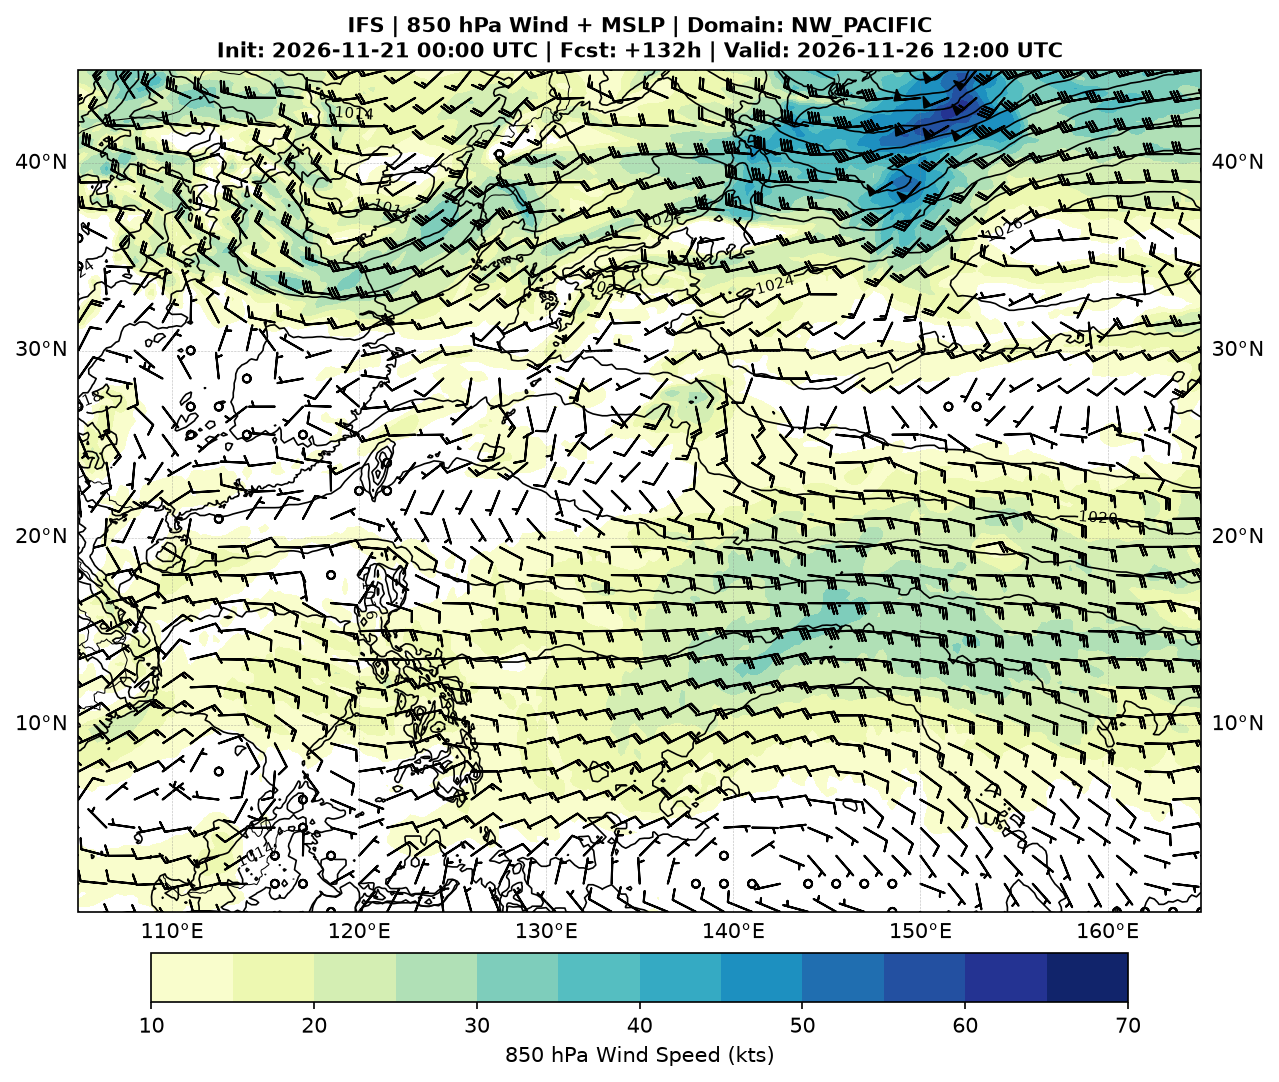 IFS | 850 hPa Wind + MSLP | Domain: NW_PACIFIC
Init: 2026-11-21 00:00 UTC | Fcst: +132h | Valid: 2026-11-26 12:00 UTC
1014
40°N
40°N
1026
1024
1024
30°N
30°N
1020
20°N
20°N
10°N
10°N
1014
110°E
120°E
130°E
140°E
150°E
160°E
10
20
30
40
50
60
70
850 hPa Wind Speed (kts)